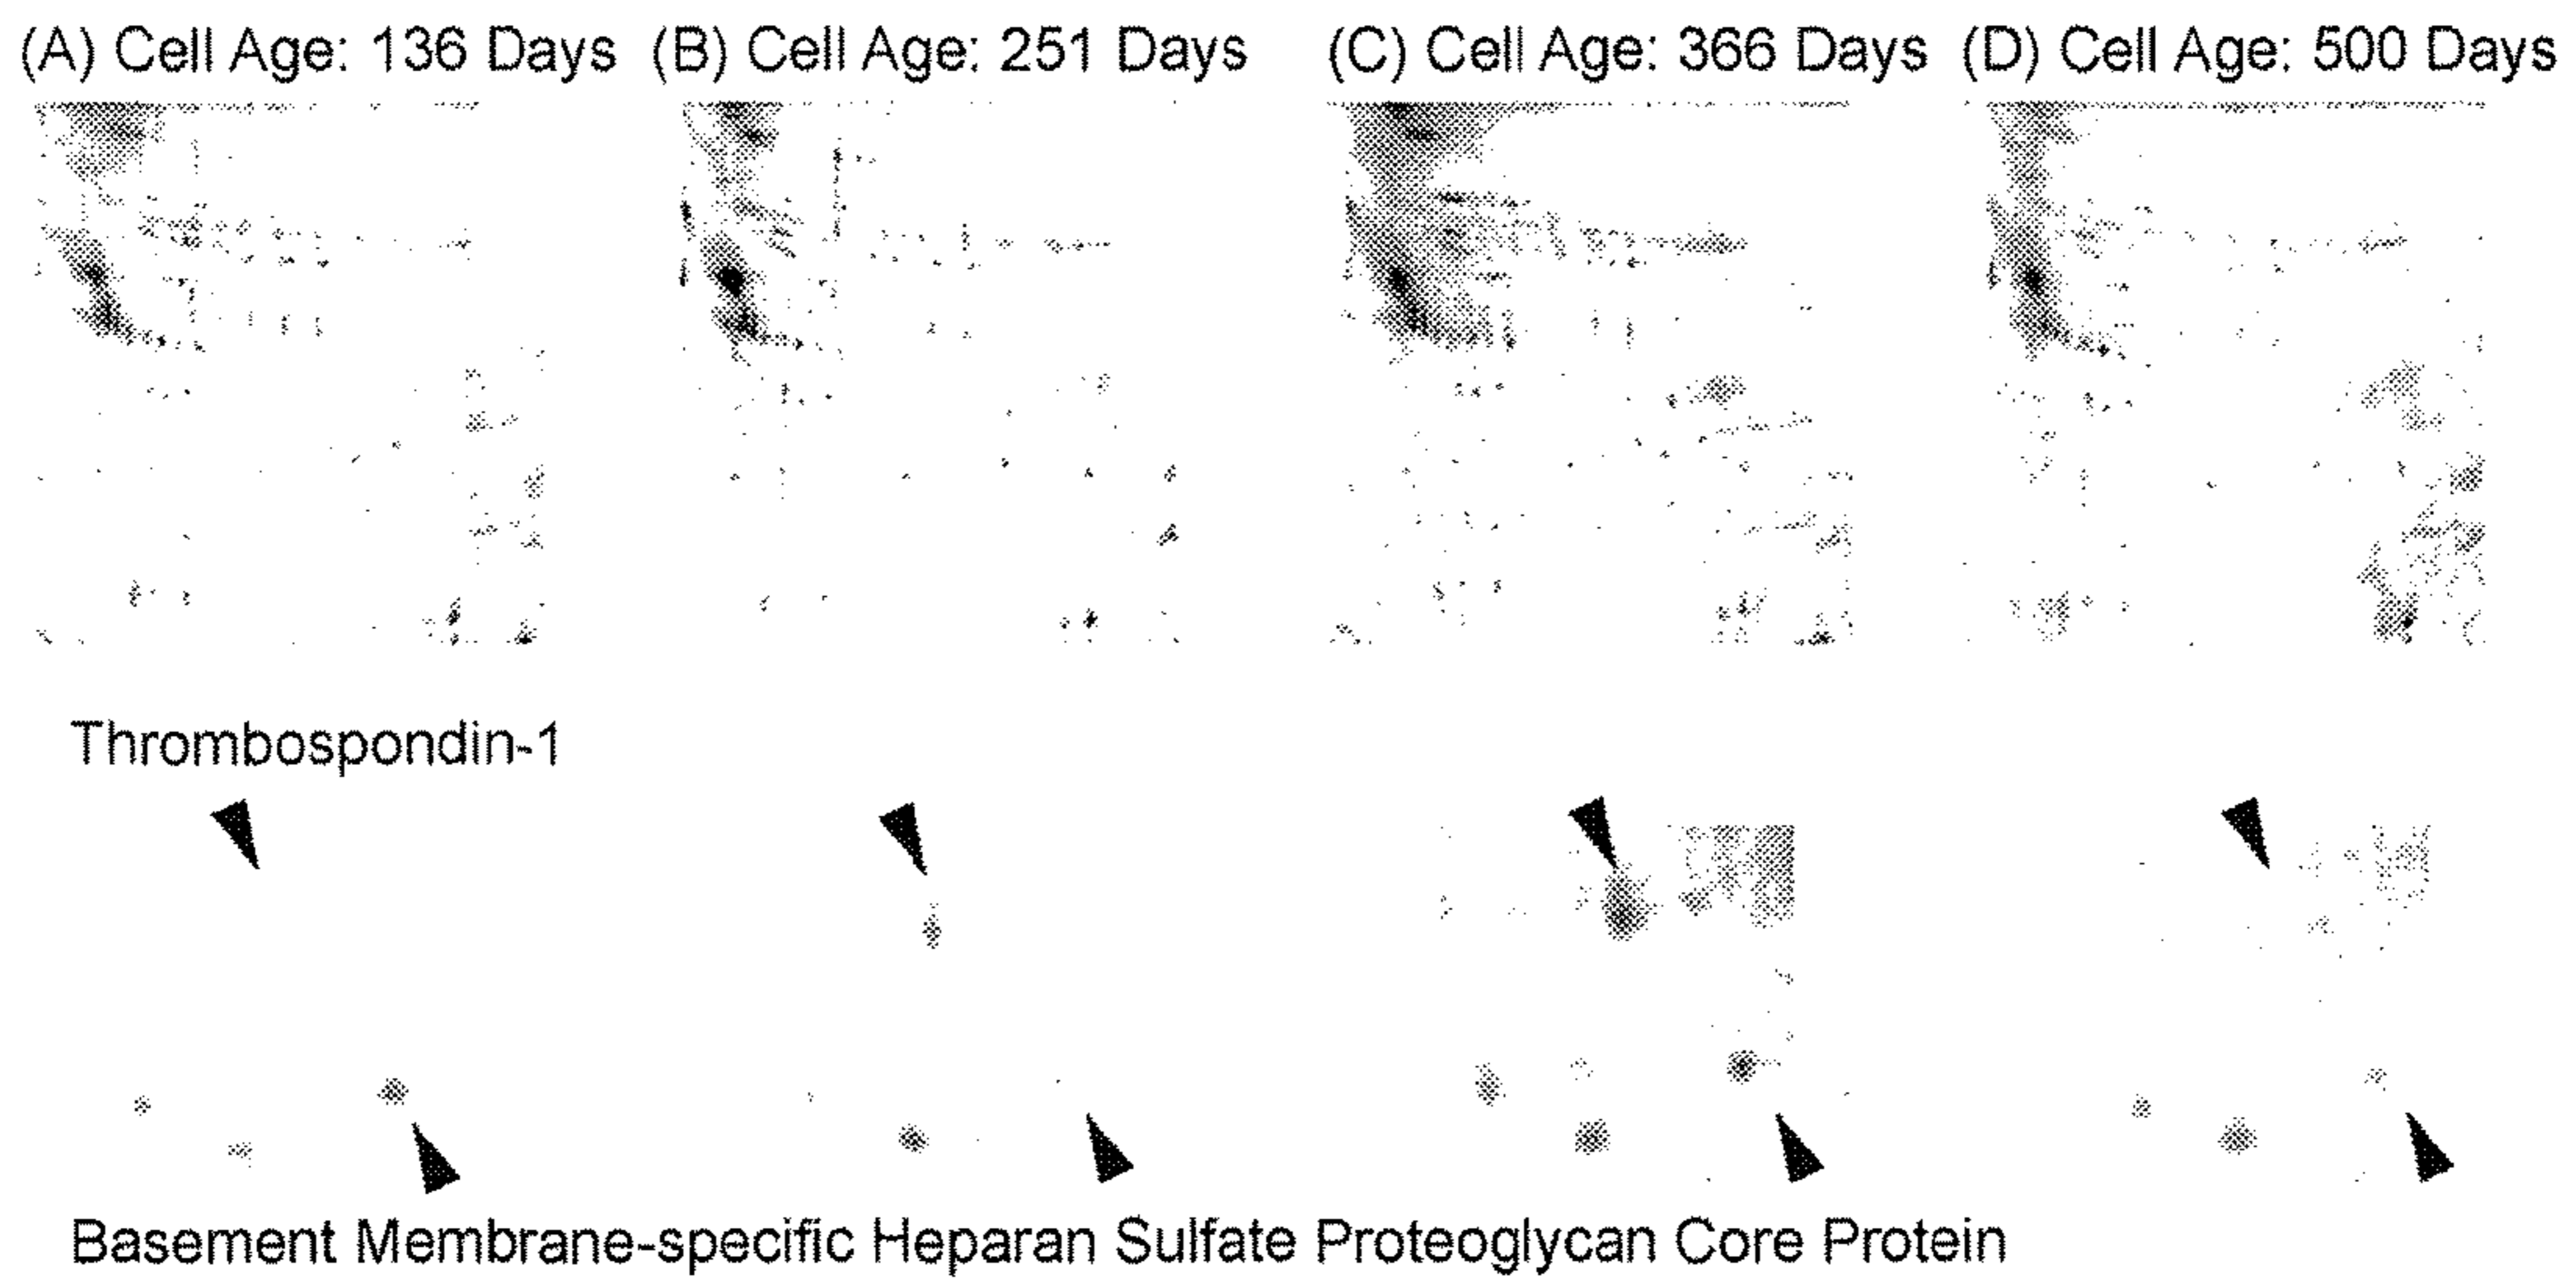 (A) Cell Age: 136 Days (B) Cell Age: 251 Days (C) Cell Age: 366 Days (D) Cell Age: 500 Days
Thrombospondin-1
Basement Membrane-specific Heparan Sulfate Proteoglycan Core Protein